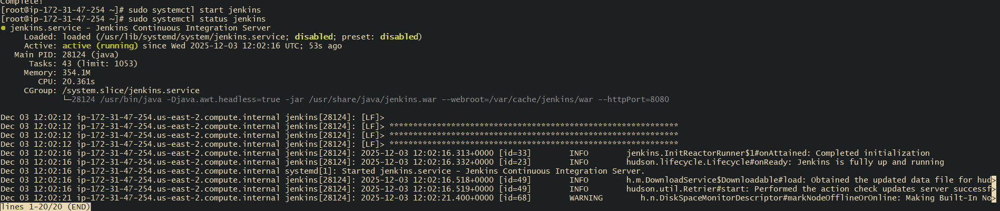 Complete!
[root@ip-172-31-47-254 ~]# sudo systemctl start jenkins
[root@ip-172-31-47-254 ~]# sudo systemctl status jenkins
● jenkins.service - Jenkins Continuous Integration Server
     Loaded: loaded (/usr/lib/systemd/system/jenkins.service; disabled; preset: disabled)
     Active: active (running) since Wed 2025-12-03 12:02:16 UTC; 53s ago
   Main PID: 28124 (java)
      Tasks: 43 (limit: 1053)
     Memory: 354.1M
        CPU: 20.361s
     CGroup: /system.slice/jenkins.service
             └─28124 /usr/bin/java -Djava.awt.headless=true -jar /usr/share/java/jenkins.war --webroot=/var/cache/jenkins/war --httpPort=8080
Dec 03 12:02:12 ip-172-31-47-254.us-east-2.compute.internal jenkins[28124]: [LF]>
Dec 03 12:02:12 ip-172-31-47-254.us-east-2.compute.internal jenkins[28124]: [LF]> *************************************************************
Dec 03 12:02:12 ip-172-31-47-254.us-east-2.compute.internal jenkins[28124]: [LF]> *************************************************************
Dec 03 12:02:12 ip-172-31-47-254.us-east-2.compute.internal jenkins[28124]: [LF]> *************************************************************
Dec 03 12:02:16 ip-172-31-47-254.us-east-2.compute.internal jenkins[28124]: 2025-12-03 12:02:16.313+0000 [id=33]        INFO        jenkins.InitReactorRunner$1#onAttained: Completed initialization
Dec 03 12:02:16 ip-172-31-47-254.us-east-2.compute.internal jenkins[28124]: 2025-12-03 12:02:16.332+0000 [id=23]        INFO        hudson.lifecycle.Lifecycle#onReady: Jenkins is fully up and running
Dec 03 12:02:16 ip-172-31-47-254.us-east-2.compute.internal systemd[1]: Started jenkins.service - Jenkins Continuous Integration Server.
Dec 03 12:02:16 ip-172-31-47-254.us-east-2.compute.internal jenkins[28124]: 2025-12-03 12:02:16.518+0000 [id=49]        INFO        h.m.DownloadService$Downloadable#load: Obtained the updated data file for hud>
Dec 03 12:02:16 ip-172-31-47-254.us-east-2.compute.internal jenkins[28124]: 2025-12-03 12:02:16.519+0000 [id=49]        INFO        hudson.util.Retrier#start: Performed the action check updates server successf>
Dec 03 12:02:21 ip-172-31-47-254.us-east-2.compute.internal jenkins[28124]: 2025-12-03 12:02:21.400+0000 [id=68]        WARNING        h.n.DiskSpaceMonitorDescriptor#markNodeOfflineOrOnline: Making Built-In No>
lines 1-20/20 (END)